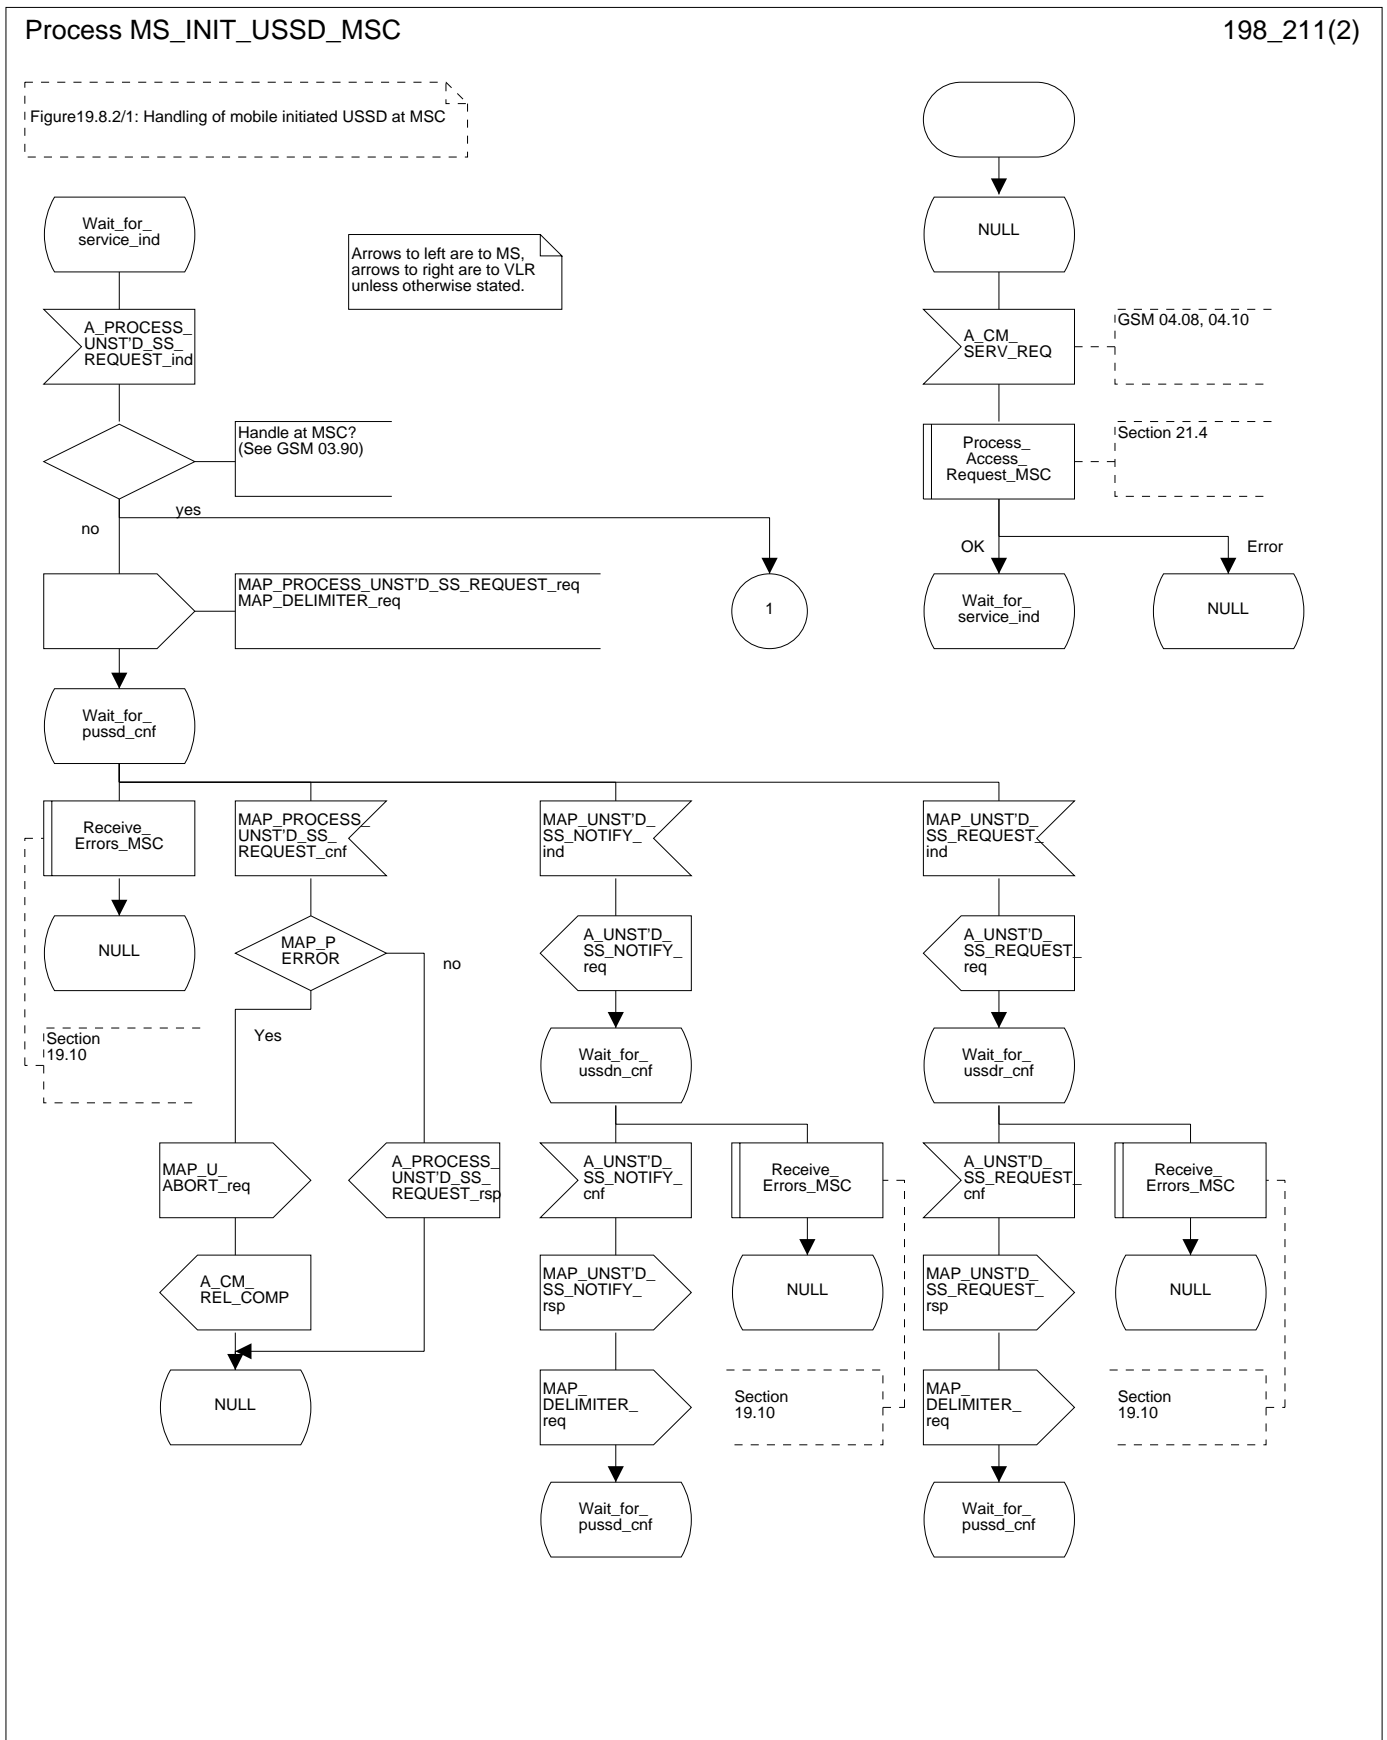 Process MS_INIT_USSD_MSC
198_211(2)
Figure19.8.2/1: Handling of mobile initiated USSD at MSC
Wait_for_
service_ind
Arrows to left are to MS,
arrows to right are to VLR
unless otherwise stated.
NULL
A_PROCESS_
UNST'D_SS_
REQUEST_ind
A_CM_
SERV_REQ
GSM 04.08, 04.10
Handle at MSC?
(See GSM 03.90)
Process_
Access_
Request_MSC
Section 21.4
no
yes
OK
Error
MAP_PROCESS_UNST'D_SS_REQUEST_req
MAP_DELIMITER_req
1
Wait_for_
service_ind
NULL
Wait_for_
pussd_cnf
Receive_
Errors_MSC
MAP_PROCESS_
UNST'D_SS_
REQUEST_cnf
MAP_UNST'D_
SS_NOTIFY_
ind
MAP_UNST'D_
SS_REQUEST_
ind
NULL
MAP_P
ERROR
no
A_UNST'D_
SS_NOTIFY_
req
A_UNST'D_
SS_REQUEST_
req
Section
19.10
Yes
Wait_for_
ussdn_cnf
Wait_for_
ussdr_cnf
MAP_U_
ABORT_req
A_PROCESS_
UNST'D_SS_
REQUEST_rsp
A_UNST'D_
SS_NOTIFY_
cnf
Receive_
Errors_MSC
A_UNST'D_
SS_REQUEST_
cnf
Receive_
Errors_MSC
A_CM_
REL_COMP
MAP_UNST'D_
SS_NOTIFY_
rsp
NULL
MAP_UNST'D_
SS_REQUEST_
rsp
NULL
NULL
MAP_
DELIMITER_
req
Section
19.10
MAP_
DELIMITER_
req
Section
19.10
Wait_for_
pussd_cnf
Wait_for_
pussd_cnf